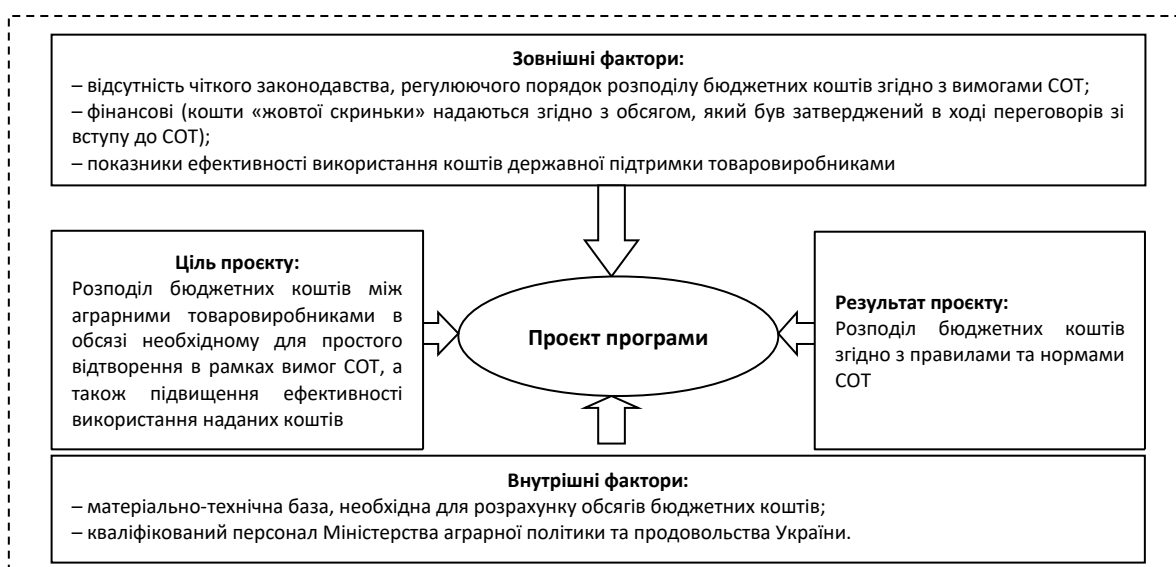 Зовнішні фактори:
– відсутність чіткого законодавства, регулюючого порядок розподілу бюджетних коштів згідно з вимогами СОТ;
– фінансові (кошти «жовтої скриньки» надаються згідно з обсягом, який був затверджений в ході переговорів зі
вступу до СОТ);
– показники ефективності використання коштів державної підтримки товаровиробниками
Ціль проєкту:
Розподіл бюджетних коштів між
аграрними товаровиробниками в
обсязі необхідному для простого
відтворення в рамках вимог СОТ, а
також підвищення ефективності
використання наданих коштів
Проєкт програми
Результат проєкту:
Розподіл бюджетних коштів
згідно з правилами та нормами
СОТ
Внутрішні фактори:
– матеріально-технічна база, необхідна для розрахунку обсягів бюджетних коштів;
– кваліфікований персонал Міністерства аграрної політики та продовольства України.